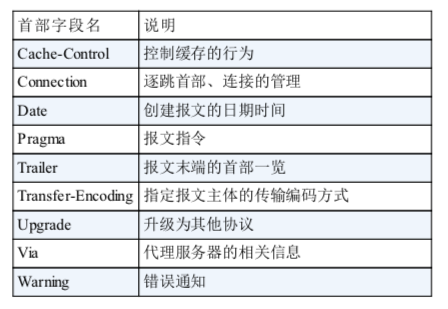 首部字段名 说明
Cache-Control 控制缓存的行为
Connection 逐跳首部、连接的管理
Date 创建报文的日期时间
Pragma 报文指令
Trailer 报文末端的首部一览
Transfer-Encoding 指定报文主体的传输编码方式
Upgrade 升级为其他协议
Via 代理服务器的相关信息
Warning 错误通知